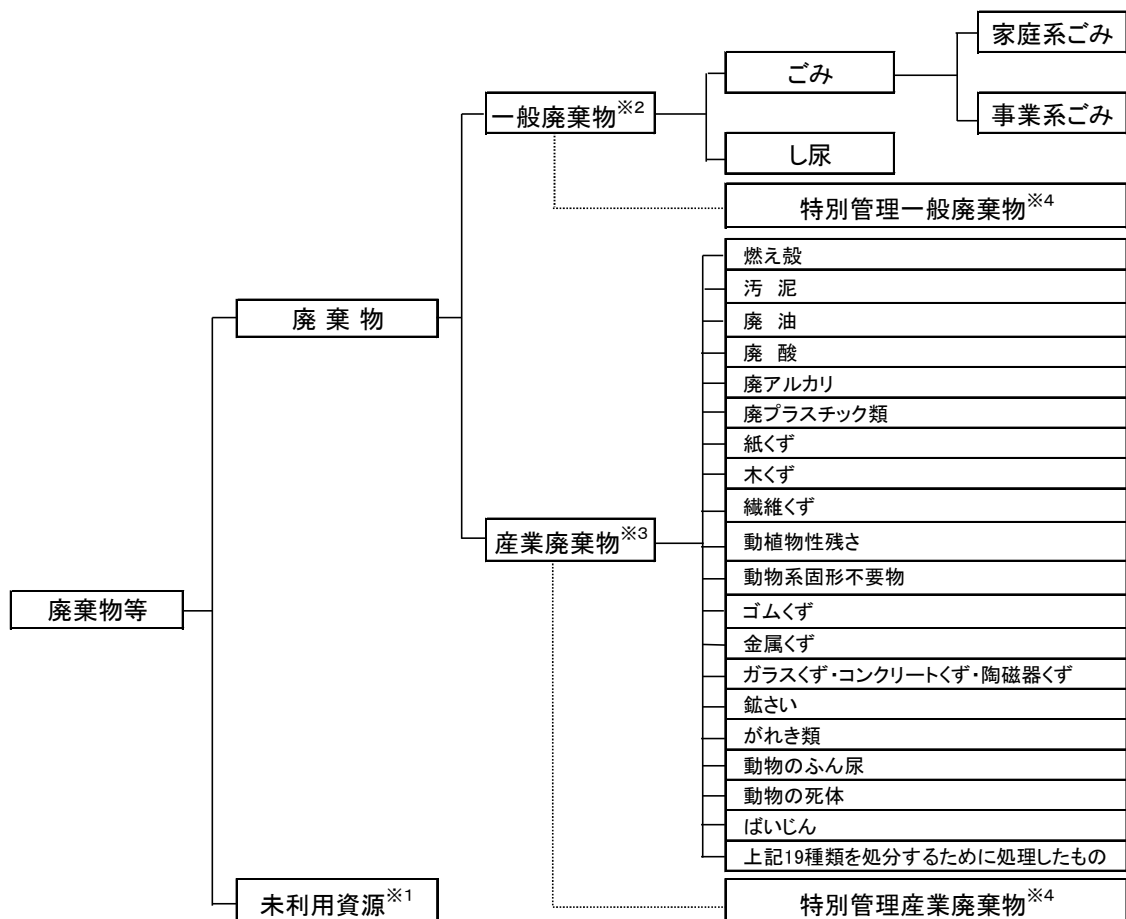 家庭系ごみ
ごみ
一般廃棄物※2
事業系ごみ
し尿
特別管理一般廃棄物※4
燃え殻
汚 泥
廃 棄 物
廃 油
廃 酸
廃アルカリ
廃プラスチック類
紙くず
木くず
繊維くず
産業廃棄物※3
動植物性残さ
動物系固形不要物
廃棄物等
ゴムくず
金属くず
ガラスくず・コンクリートくず・陶磁器くず
鉱さい
がれき類
動物のふん尿
動物の死体
ばいじん
上記19種類を処分するために処理したもの
未利用資源※1
特別管理産業廃棄物※4